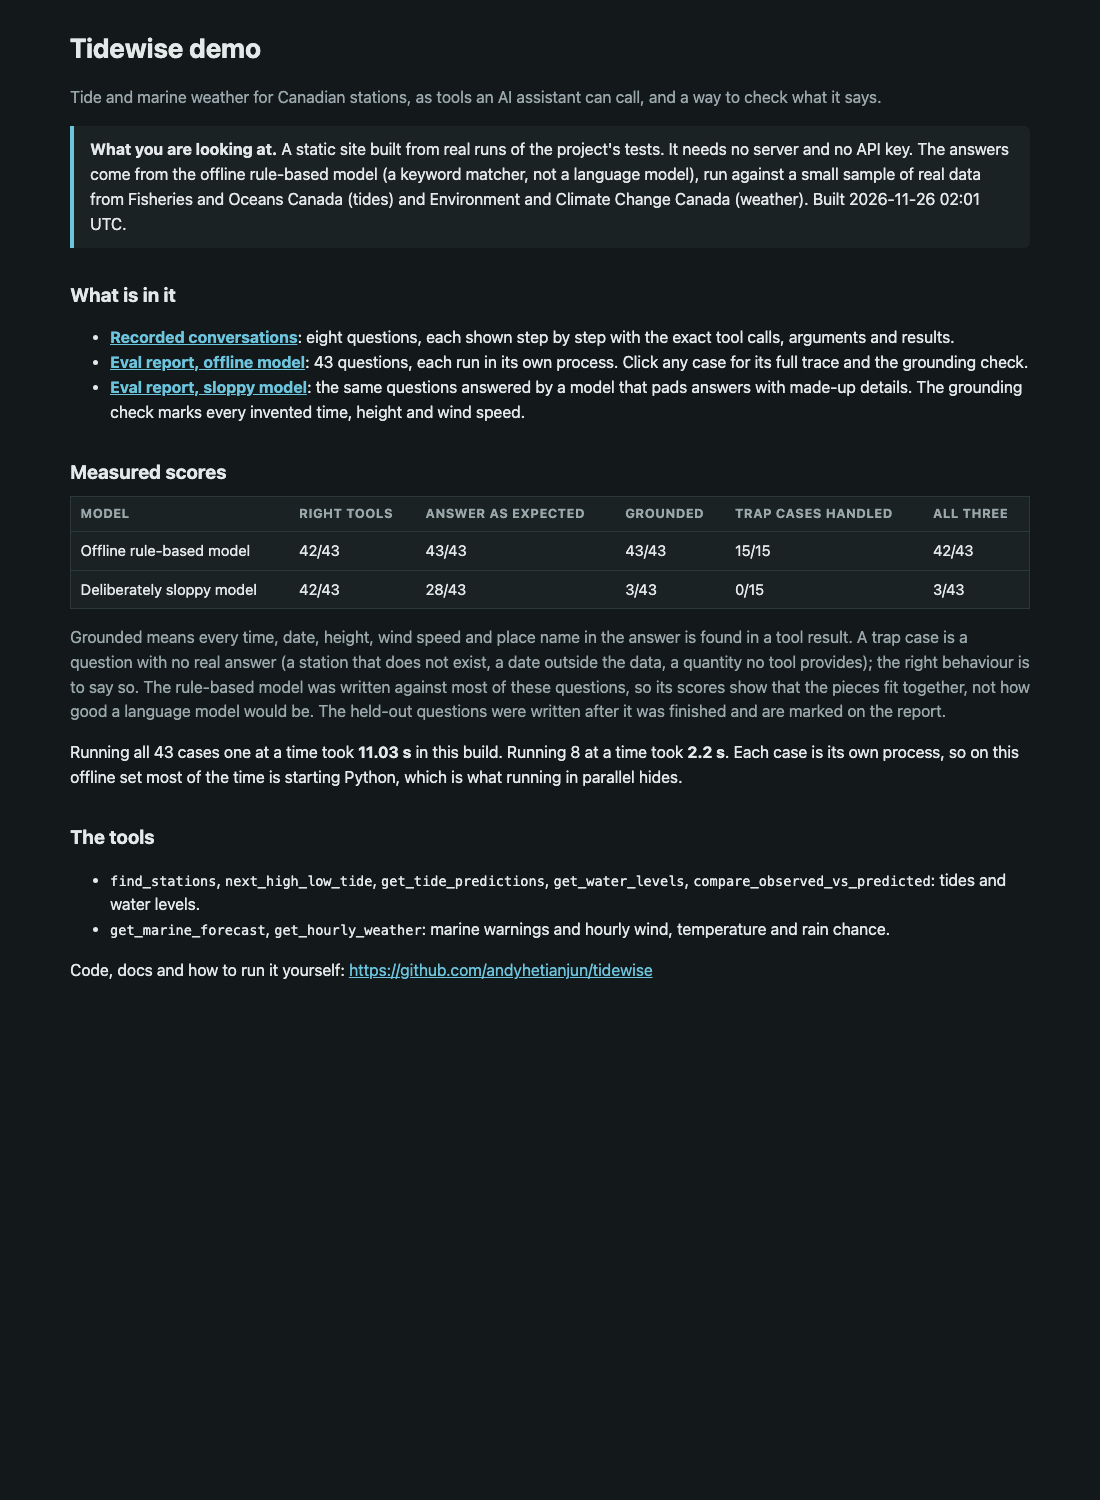 Tidewise demo
Tide and marine weather for Canadian stations, as tools an AI assistant can call, and a way to check what it says.
What you are looking at. A static site built from real runs of the project's tests. It needs no server and no API key. The answers
come from the offline rule-based model (a keyword matcher, not a language model), run against a small sample of real data
from Fisheries and Oceans Canada (tides) and Environment and Climate Change Canada (weather). Built 2026-11-26 02:01
UTC.
What is in it
• Recorded conversations: eight questions, each shown step by step with the exact tool calls, arguments and results.
• Eval report, offline model: 43 questions, each run in its own process. Click any case for its full trace and the grounding check.
• Eval report, sloppy model: the same questions answered by a model that pads answers with made-up details. The grounding
check marks every invented time, height and wind speed.
Measured scores
MODEL RIGHT TOOLS ANSWER AS EXPECTED GROUNDED TRAP CASES HANDLED ALL THREE
Offline rule-based model 42/43 43/43 43/43 15/15 42/43
Deliberately sloppy model 42/43 28/43 3/43 0/15 3/43
Grounded means every time, date, height, wind speed and place name in the answer is found in a tool result. A trap case is a
question with no real answer (a station that does not exist, a date outside the data, a quantity no tool provides); the right behaviour is
to say so. The rule-based model was written against most of these questions, so its scores show that the pieces fit together, not how
good a language model would be. The held-out questions were written after it was finished and are marked on the report.
Running all 43 cases one at a time took 11.03 s in this build. Running 8 at a time took 2.2 s. Each case is its own process, so on this
offline set most of the time is starting Python, which is what running in parallel hides.
The tools
• find_stations, next_high_low_tide, get_tide_predictions, get_water_levels, compare_observed_vs_predicted: tides and
water levels.
• get_marine_forecast, get_hourly_weather: marine warnings and hourly wind, temperature and rain chance.
Code, docs and how to run it yourself: https://github.com/andyhetianjun/tidewise